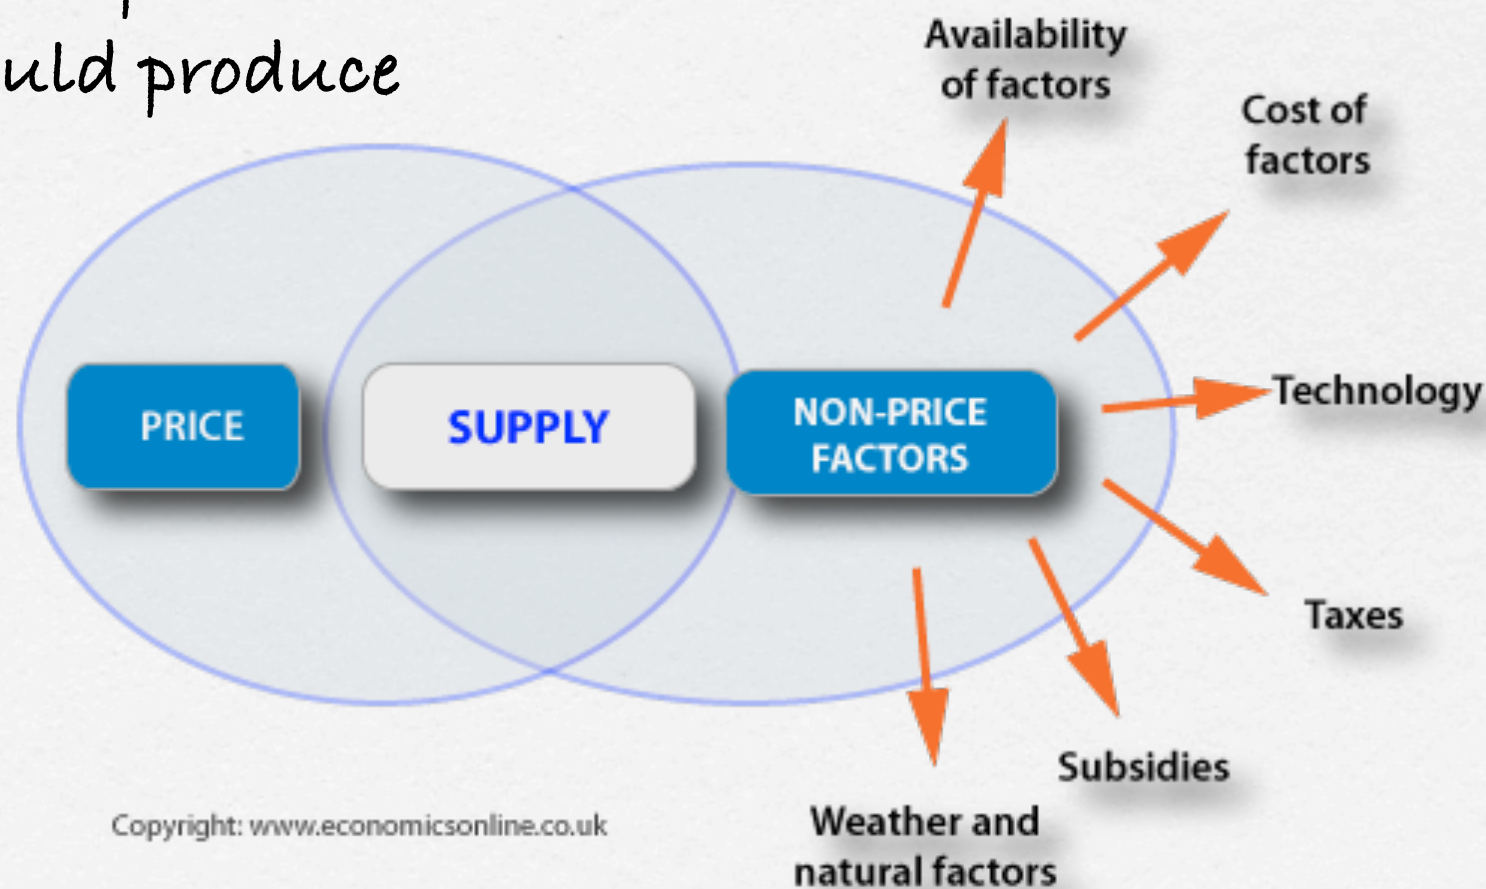 produce
Availability
of factors
Cost of
factors
PRICE
SUPPLY
NON-PRICE
FACTORS
Technology
Taxes
Subsidies
Weather and
natural factors
Copyright: www.economicsonline.co.uk